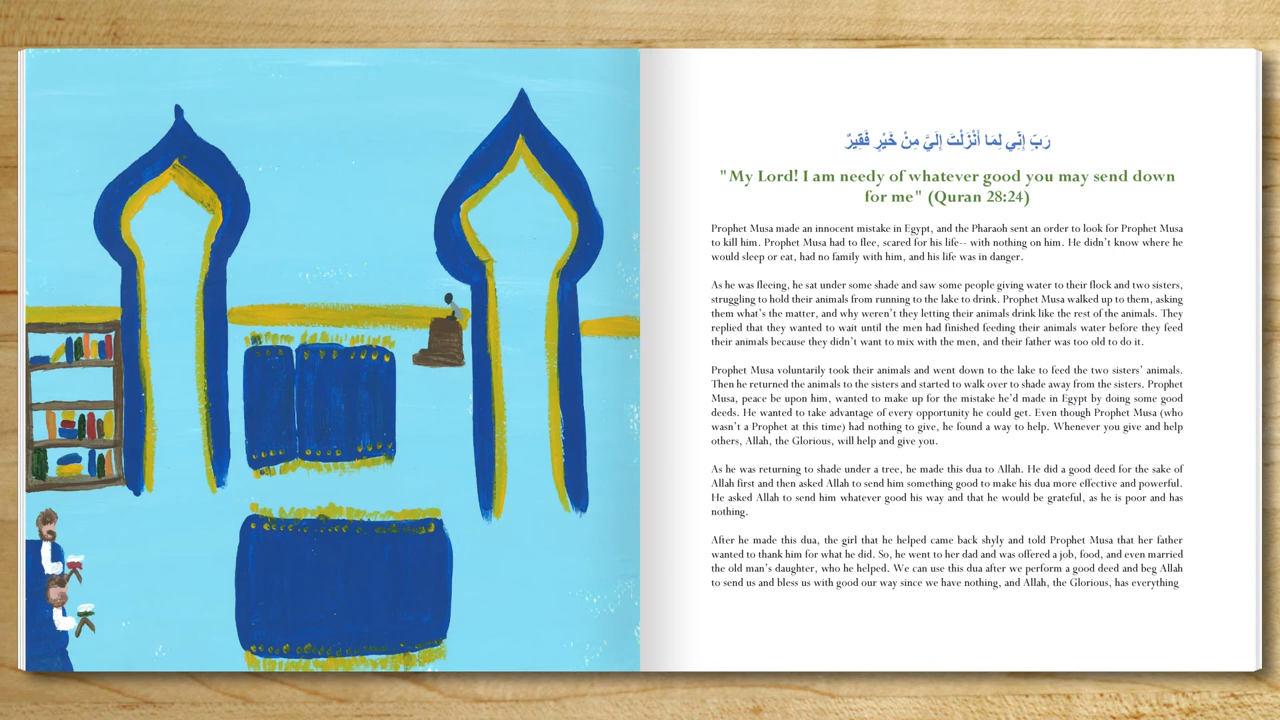 رَبِّ إِنِّي لِمَا أَنْزَلْتَ إِلَيَّ مِنْ خَيْرٍ فَقِيرٌ
"My Lord! I am needy of whatever good you may send down
for me" (Quran 28:24)
Prophet Musa made an innocent mistake in Egypt, and the Pharaoh sent an order to look for Prophet Musa
to kill him. Prophet Musa had to flee, scared for his life-- with nothing on him. He didn't know where he
would sleep or eat, had no family with him, and his life was in danger.
As he was fleeing, he sat under some shade and saw some people giving water to their flock and two sisters,
struggling to hold their animals from running to the lake to drink. Prophet Musa walked up to them, asking
them what's the matter, and why weren't they letting their animals drink like the rest of the animals. They
replied that they wanted to wait until the men had finished feeding their animals water before they feed
their animals because they didn't want to mix with the men, and their father was too old to do it.
Prophet Musa voluntarily took their animals and went down to the lake to feed the two sisters' animals.
Then he returned the animals to the sisters and started to walk over to shade away from the sisters. Prophet
Musa, peace be upon him, wanted to make up for the mistake he'd made in Egypt by doing some good
deeds. He wanted to take advantage of every opportunity he could get. Even though Prophet Musa (who
wasn't a Prophet at this time) had nothing to give, he found a way to help. Whenever you give and help
others, Allah, the Glorious, will help and give you.
As he was returning to shade under a tree, he made this dua to Allah. He did a good deed for the sake of
Allah first and then asked Allah to send him something good to make his dua more effective and powerful.
He asked Allah to send him whatever good his way and that he would be grateful, as he is poor and has
nothing.
After he made this dua, the girl that he helped came back shyly and told Prophet Musa that her father
wanted to thank him for what he did. So, he went to her dad and was offered a job, food, and even married
the old man's daughter, who he helped. We can use this dua after we perform a good deed and beg Allah
to send us and bless us with good our way since we have nothing, and Allah, the Glorious, has everything